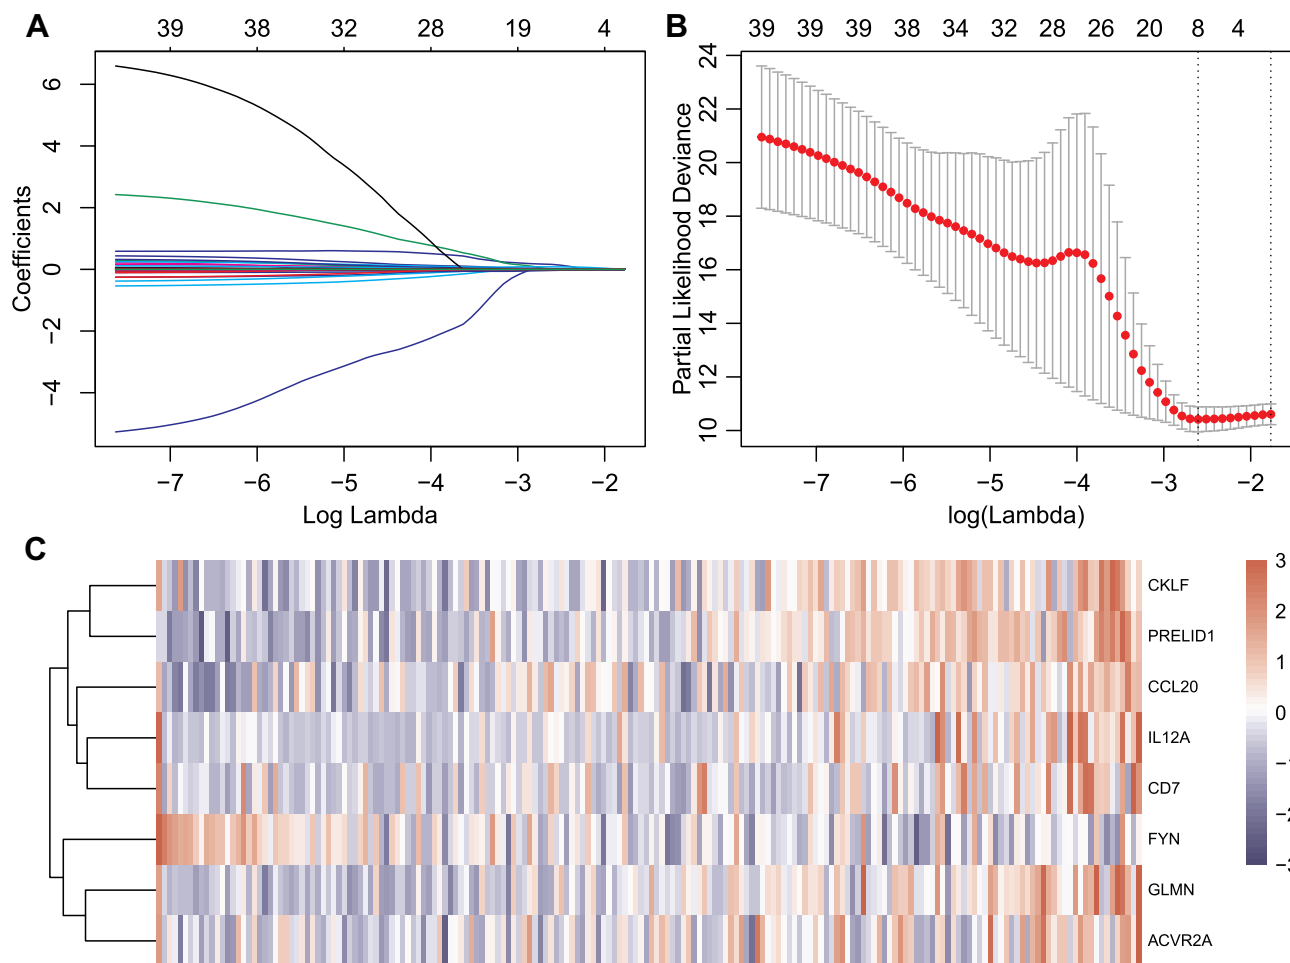 A
39 38 32 28 19 4
6
4
2
0
−2
−4
Coefficients
−7 −6 −5 −4 −3 −2
Log Lambda
B
39 39 39 38 34 32 28 26 20 8 4
24
22
20
18
16
14
12
10
Partial Likelihood Deviance
−7 −6 −5 −4 −3 −2
log(Lambda)
C
CKLF
PRELID1
CCL20
IL12A
CD7
FYN
GLMN
ACVR2A
3
2
1
0
−1
−2
−3